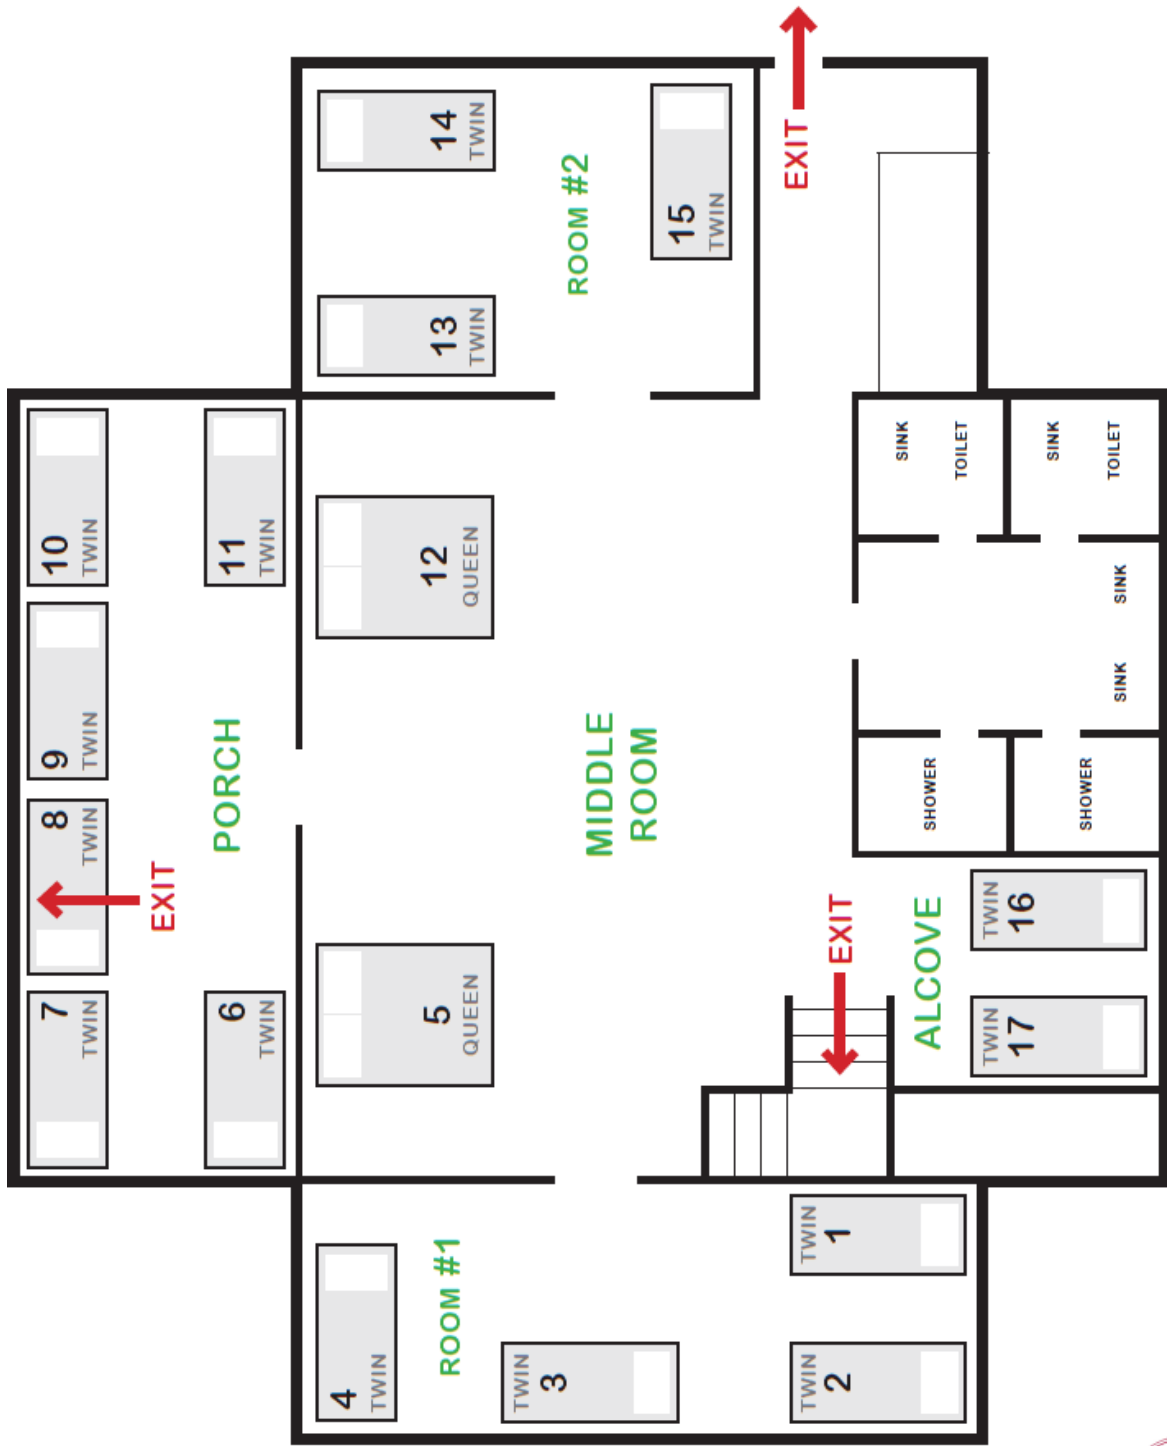 10
TWIN
9
TWIN
8
TWIN
7
TWIN
EXIT
PORCH
11
TWIN
6
TWIN
14
TWIN
13
TWIN
ROOM #2
15
TWIN
EXIT
12
QUEEN
5
QUEEN
MIDDLE
ROOM
EXIT
4
TWIN
ROOM #1
TWIN
3
TWIN
1
TWIN
2
ALCOVE
TWIN
16
TWIN
17
SINK
TOILET
SINK
TOILET
SINK
SINK
SHOWER
SHOWER